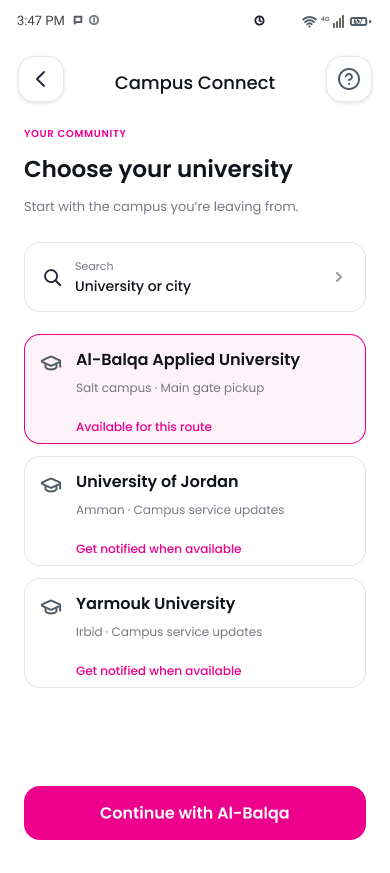 3:47 PM
4G
Campus Connect
YOUR COMMUNITY
Choose your university
Start with the campus you’re leaving from.
Search
University or city
Al-Balqa Applied University
Salt campus · Main gate pickup
Available for this route
University of Jordan
Amman · Campus service updates
Get notified when available
Yarmouk University
Irbid · Campus service updates
Get notified when available
Continue with Al-Balqa